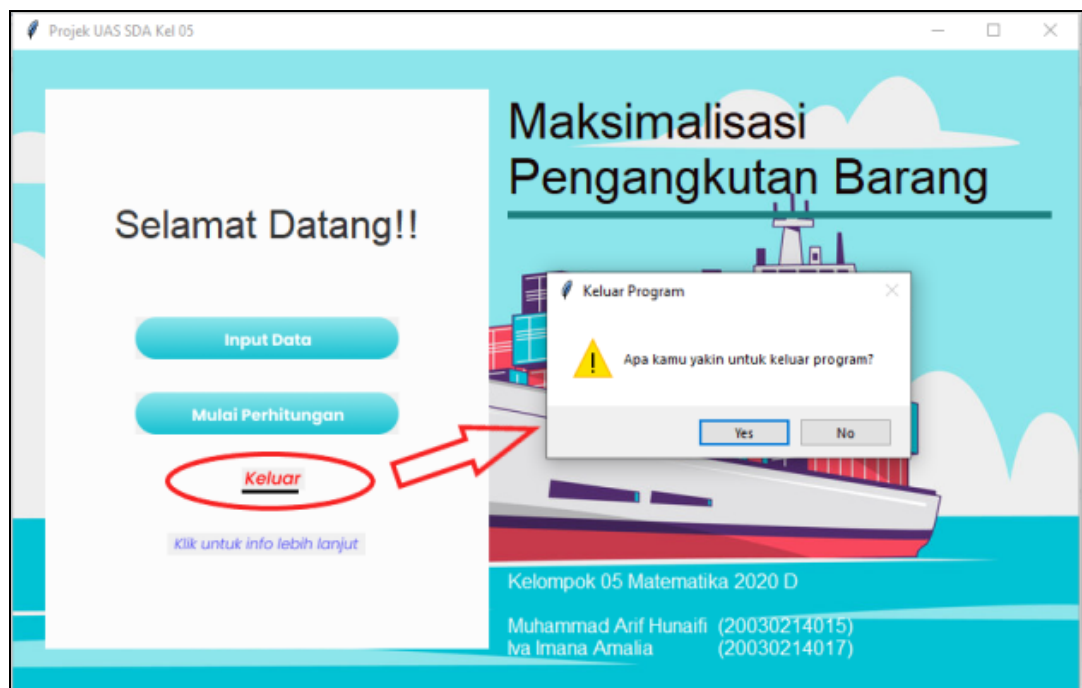 Projek UAS SDA Kel 05
Maksimalisasi
Pengangkutan Barang
Selamat Datang!!
Input Data
Mulai Perhitungan
Keluar
Klik untuk info lebih lanjut
Keluar Program
Apa kamu yakin untuk keluar program?
Yes No
Kelompok 05 Matematika 2020 D
Muhammad Arif Hunaifi (20030214015)
Iva Imana Amalia (20030214017)